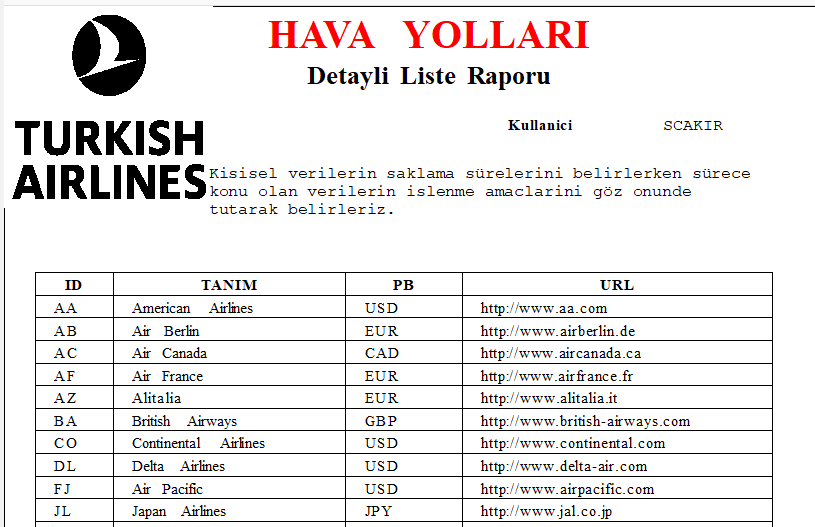 HAVA YOLLARI
Detayli Liste Raporu
TURKISH
AIRLINES
Kullanici SCAKIR
Kisisel verilerin saklama sürelerini belirlerken sürece
konu olan verilerin islenme amaclarini göz onunde
tutarak belirleriz.
ID TANIM PB URL
AA American Airlines USD http://www.aa.com
AB Air Berlin EUR http://www.airberlin.de
AC Air Canada CAD http://www.aircanada.ca
AF Air France EUR http://www.airfrance.fr
AZ Alitalia EUR http://www.alitalia.it
BA British Airways GBP http://www.british-airways.com
CO Continental Airlines USD http://www.continental.com
DL Delta Airlines USD http://www.delta-air.com
FJ Air Pacific USD http://www.airpacific.com
JL Japan Airlines JPY http://www.jal.co.jp